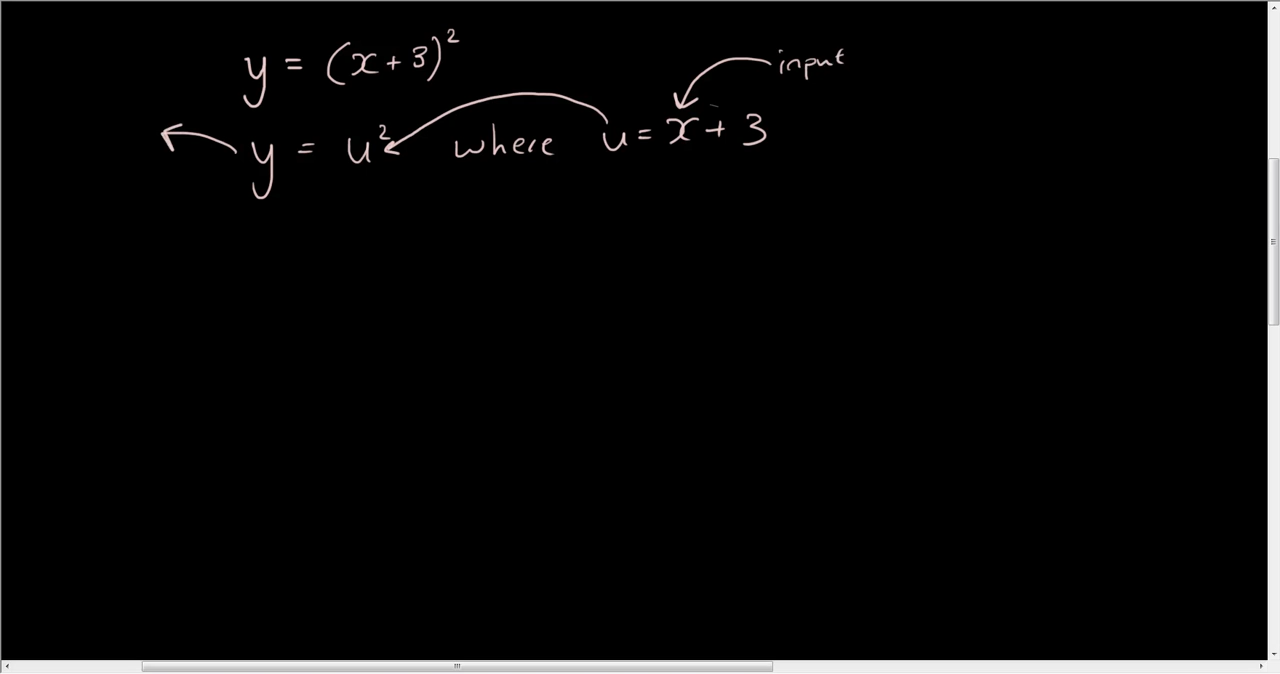 y = (x+3)²
input
y = u² where u = x + 3